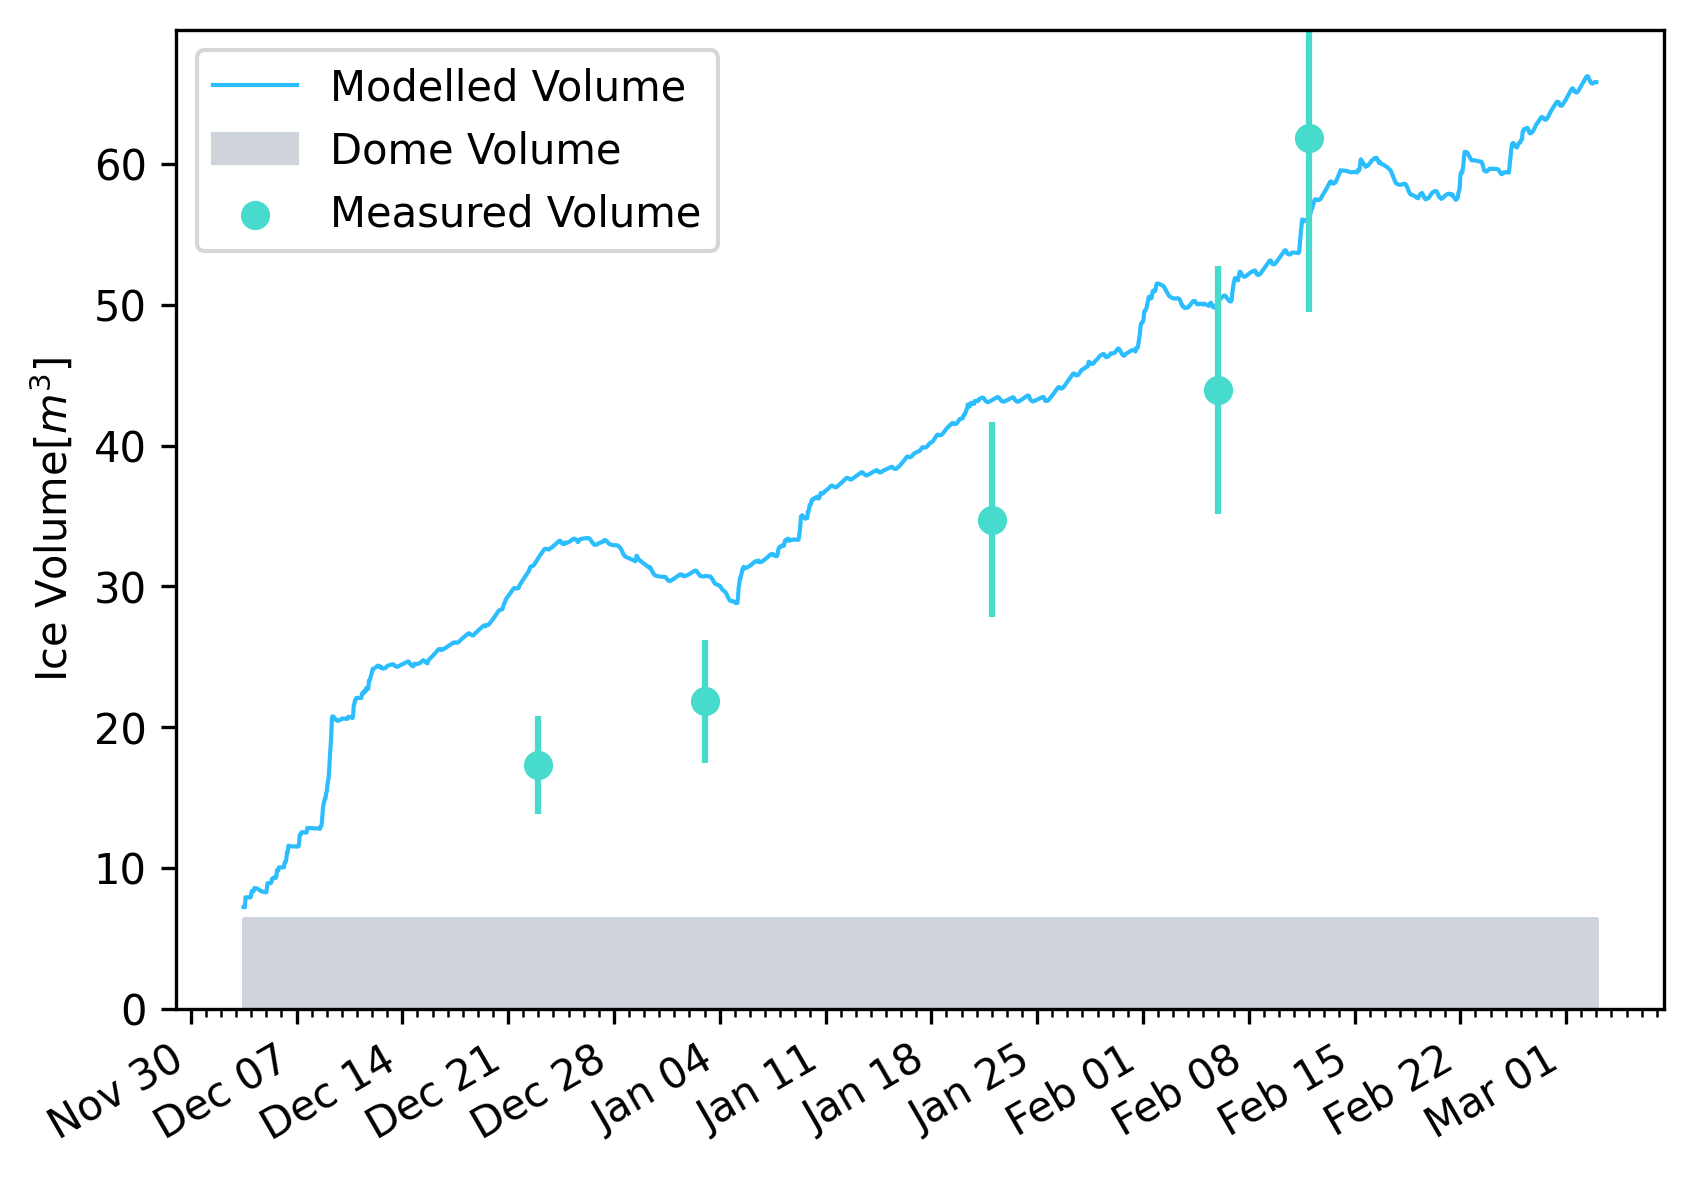 Modelled Volume
Dome Volume
Measured Volume
Ice Volume[$m^3$]
60
50
40
30
20
10
0
Nov 30
Dec 07
Dec 14
Dec 21
Dec 28
Jan 04
Jan 11
Jan 18
Jan 25
Feb 01
Feb 08
Feb 15
Feb 22
Mar 01